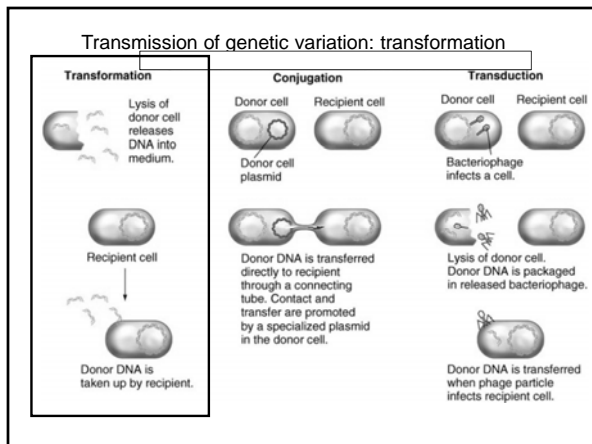 Transmission of genetic variation: transformation
Transformation
Lysis of
donor cell
releases
DNA into
medium.
Recipient cell
Donor DNA is
taken up by recipient.
Conjugation
Donor cell Recipient cell
Donor cell
plasmid
Donor DNA is transferred
directly to recipient
through a connecting
tube. Contact and
transfer are promoted
by a specialized plasmid
in the donor cell.
Transduction
Donor cell Recipient cell
Bacteriophage
infects a cell.
Lysis of donor cell.
Donor DNA is packaged
in released bacteriophage.
Donor DNA is transferred
when phage particle
infects recipient cell.